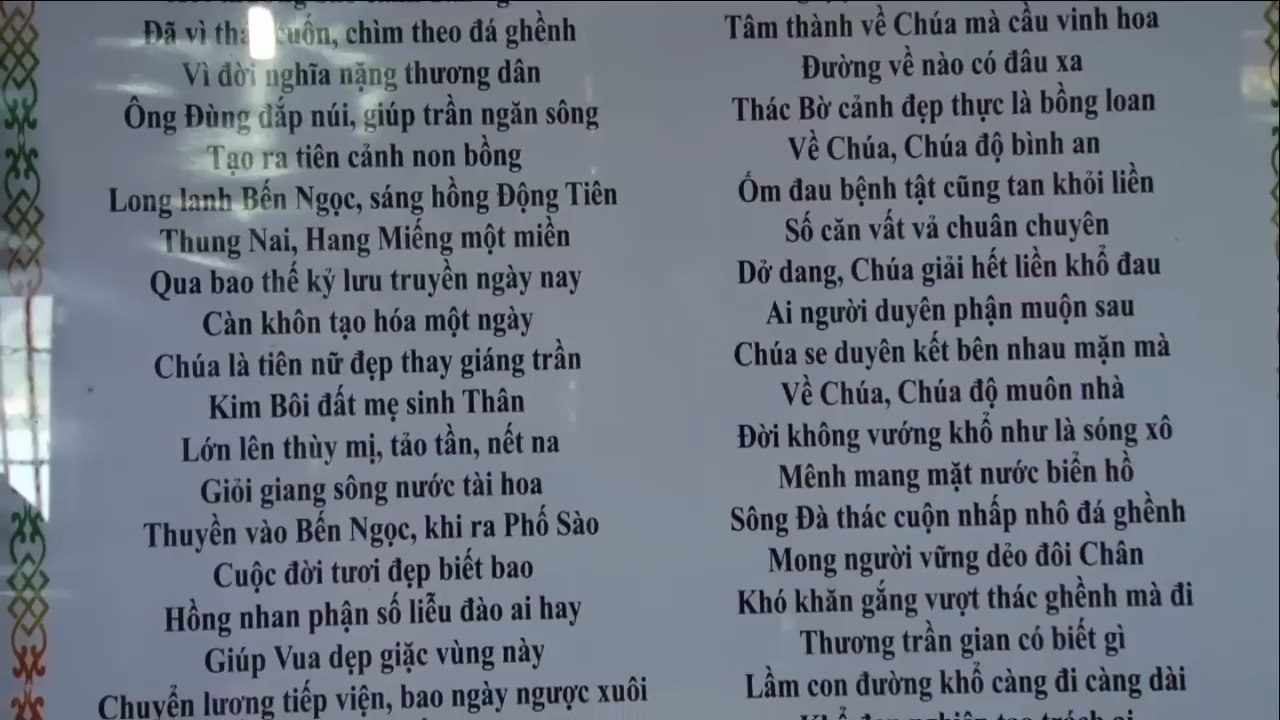 Đã vì thác cuốn, chìm theo đá ghềnh
Vì đời nghĩa nặng thương dân
Ông Đùng đắp núi, giúp trần ngăn sông
Tạo ra tiên cảnh non bồng
Long lanh Bến Ngọc, sáng hồng Động Tiên
Thung Nai, Hang Miếng một miền
Qua bao thế kỷ lưu truyền ngày nay
Càn khôn tạo hóa một ngày
Chúa là tiên nữ đẹp thay giáng trần
Kim Bôi đất mẹ sinh Thân
Lớn lên thùy mị, tảo tần, nết na
Giỏi giang sông nước tài hoa
Thuyền vào Bến Ngọc, khi ra Phố Sào
Cuộc đời tươi đẹp biết bao
Hồng nhan phận số liễu đào ai hay
Giúp Vua dẹp giặc vùng này
Chuyển lương tiếp viện, bao ngày ngược xuôi
Tâm thành về Chúa mà cầu vinh hoa
Đường về nào có đâu xa
Thác Bờ cảnh đẹp thực là bồng loan
Về Chúa, Chúa độ bình an
Ốm đau bệnh tật cũng tan khỏi liền
Số căn vất vả chuân chuyên
Dở dang, Chúa giải hết liền khổ đau
Ai người duyên phận muộn sau
Chúa se duyên kết bên nhau mặn mà
Về Chúa, Chúa độ muôn nhà
Đời không vướng khổ như là sóng xô
Mênh mang mặt nước biển hồ
Sông Đà thác cuộn nhấp nhô đá ghềnh
Mong người vững dẻo đôi Chân
Khó khăn gắng vượt thác ghềnh mà đi
Thương trần gian có biết gì
Lầm con đường khổ càng đi càng dài